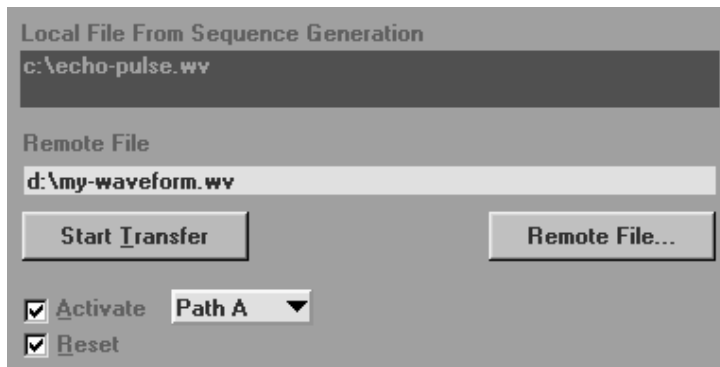 Local File From Sequence Generation
c:\echo-pulse.wv
Remote File
d:\my-waveform.wv
Start Transfer Remote File...
Activate Path A
Reset